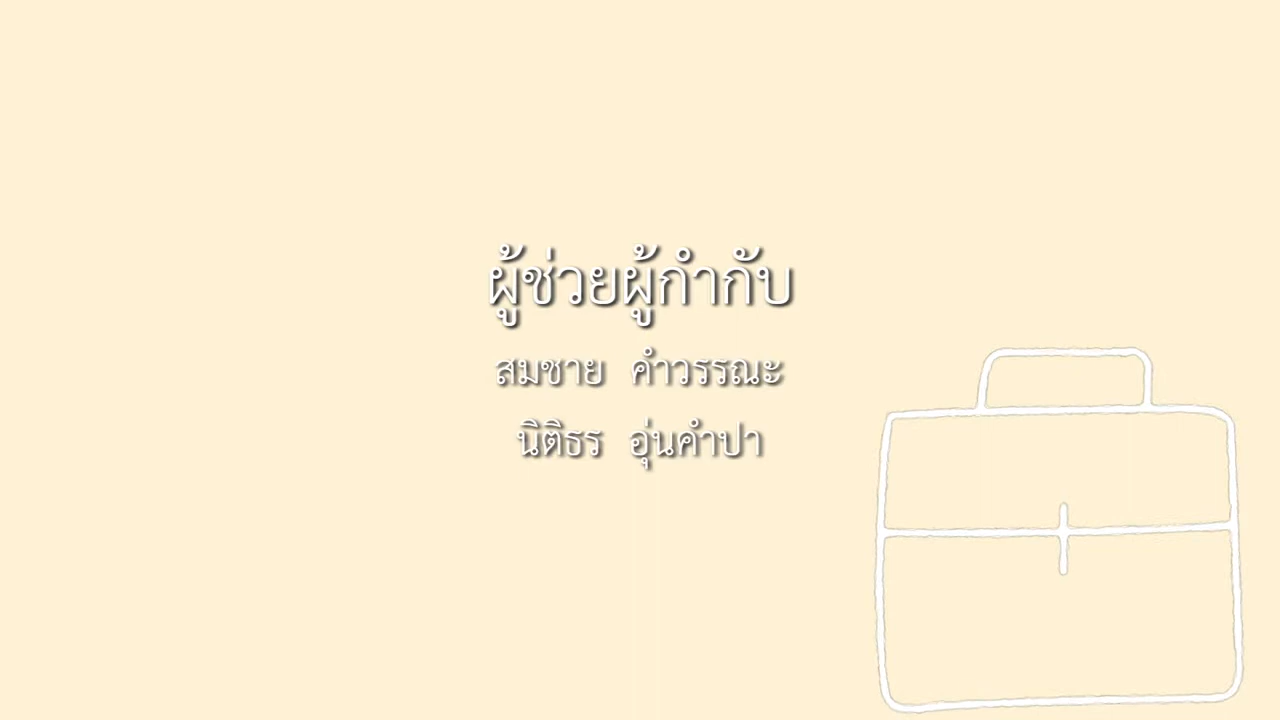 ผู้ช่วยผู้กำกับ
สมชาย คำวรรณะ
นิติธร อุ่นคำปา